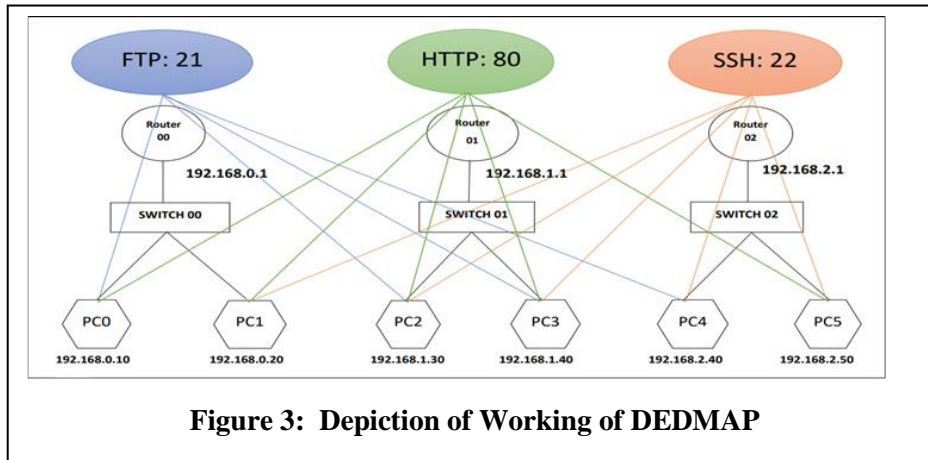 FTP: 21
HTTP: 80
SSH: 22
Router
00
Router
01
Router
02
192.168.0.1
192.168.1.1
192.168.2.1
SWITCH 00
SWITCH 01
SWITCH 02
PC0
PC1
PC2
PC3
PC4
PC5
192.168.0.10
192.168.0.20
192.168.1.30
192.168.1.40
192.168.2.40
192.168.2.50
Figure 3: Depiction of Working of DEDMAP